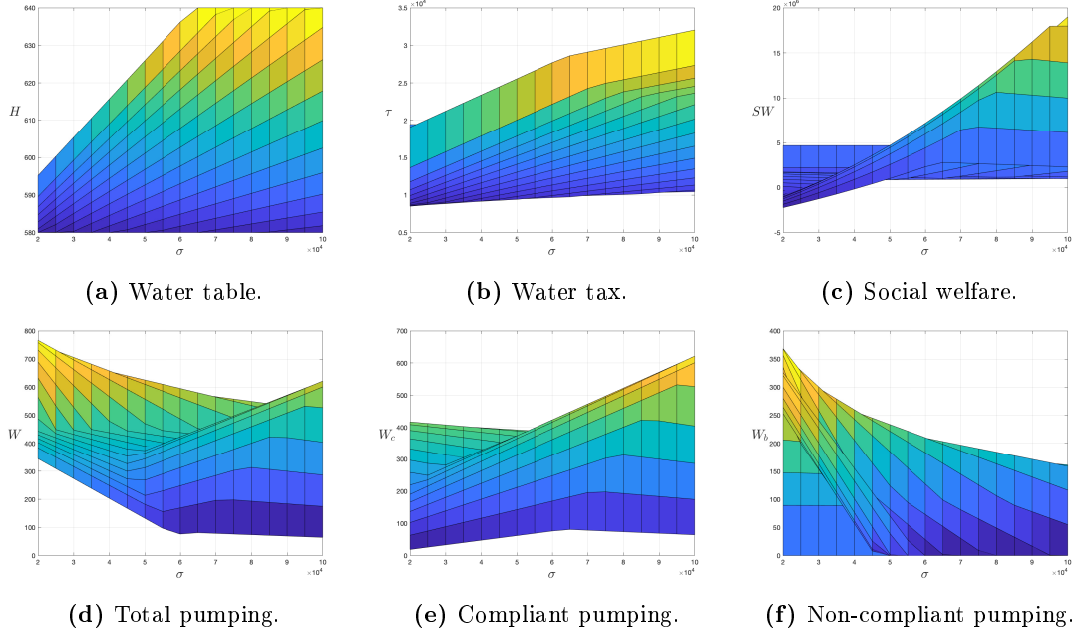 640
630
620
610
H
600
590
580
2 3 4 5 6 7 8 9 10
σ
×10⁴
(a) Water table.
3.5
3
2.5
τ
2
1.5
1
0.5
2 3 4 5 6 7 8 9 10
σ
×10⁴
(b) Water tax.
20
15
10
SW
5
0
-5
2 3 4 5 6 7 8 9 10
σ
×10⁴
(c) Social welfare.
800
700
600
500
W
400
300
200
100
0
2 3 4 5 6 7 8 9 10
σ
×10⁴
(d) Total pumping.
700
600
500
400
W_c
300
200
100
0
2 3 4 5 6 7 8 9 10
σ
×10⁴
(e) Compliant pumping.
400
350
300
250
W_b
200
150
100
50
0
2 3 4 5 6 7 8 9 10
σ
×10⁴
(f) Non-compliant pumping.